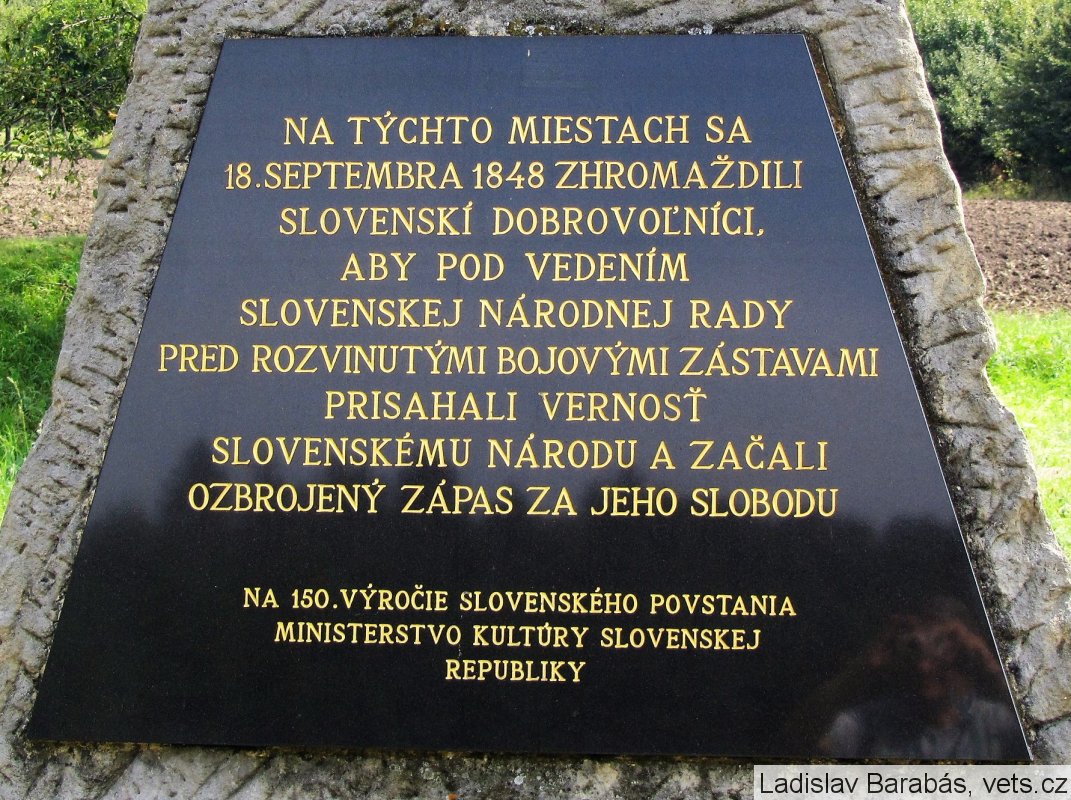 NA TÝCHTO MIESTACH SA
18.SEPTEMBRA 1848 ZHROMAŽDILI
SLOVENSKÍ DOBROVOĽNÍCI,
ABY POD VEDENÍM
SLOVENSKEJ NÁRODNEJ RADY
PRED ROZVINUTÝMI BOJOVÝMI ZÁSTAVAMI
PRISAHALI VERNOSŤ
SLOVENSKÉMU NÁRODU A ZAČALI
OZBROJENÝ ZÁPAS ZA JEHO SLOBODU
NA 150.VÝROČIE SLOVENSKÉHO POVSTANIA
MINISTERSTVO KULTÚRY SLOVENSKEJ
REPUBLIKY
Ladislav Barabás, vets.cz